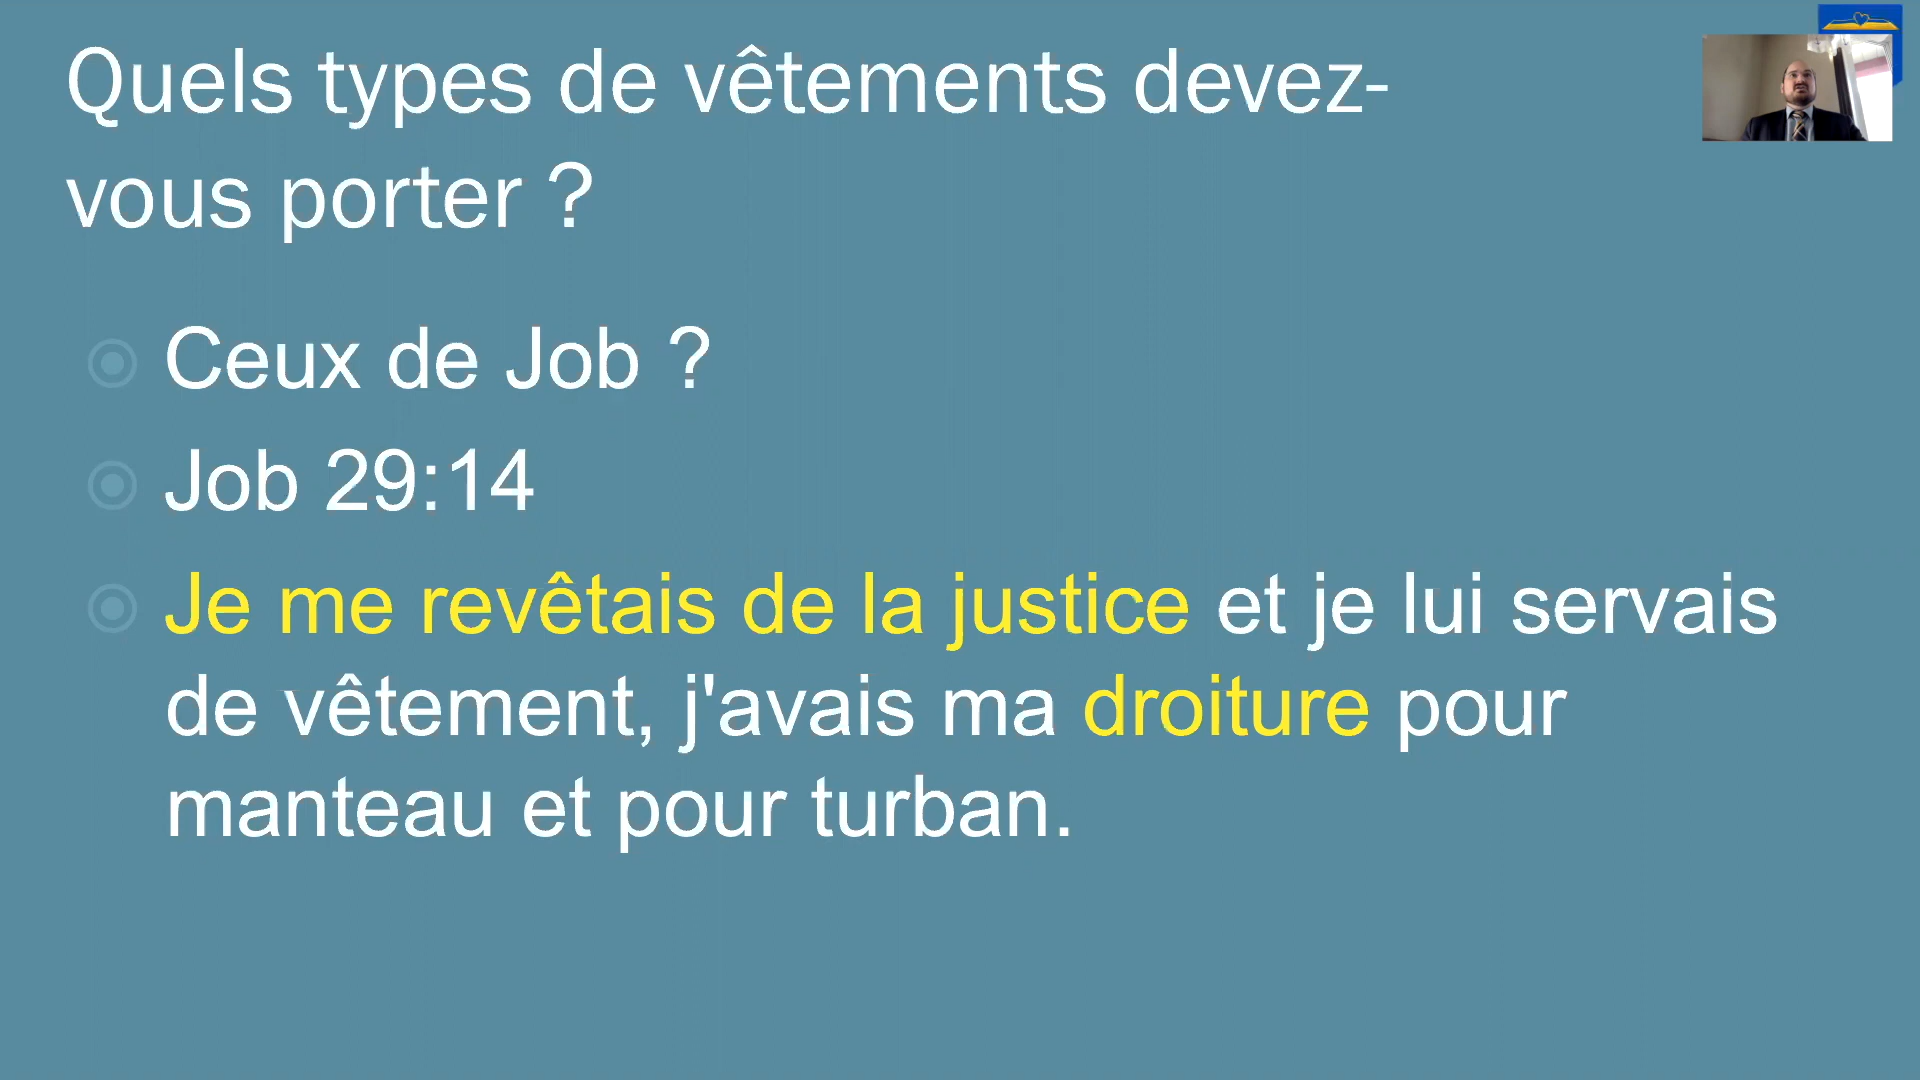 Quels types de vêtements devez-
vous porter ?
Ceux de Job ?
Job 29:14
Je me revêtais de la justice et je lui servais
de vêtement, j'avais ma droiture pour
manteau et pour turban.